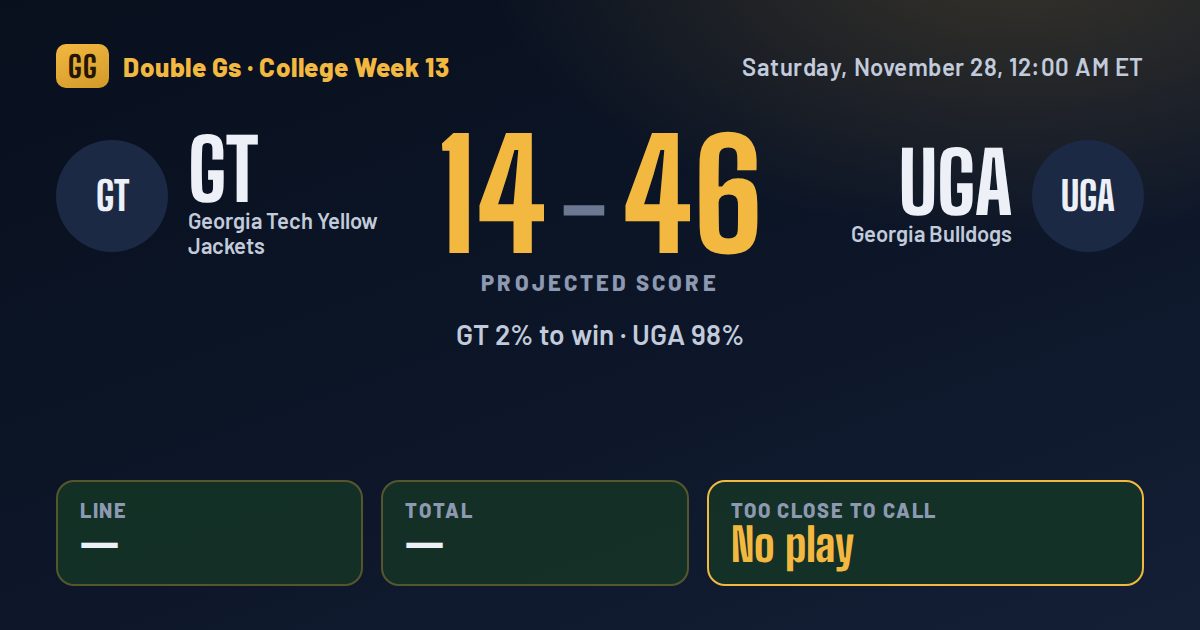 GG Double Gs · College Week 13
Saturday, November 28, 12:00 AM ET
GT
GT
Georgia Tech Yellow
Jackets
14 – 46
PROJECTED SCORE
GT 2% to win · UGA 98%
UGA
Georgia Bulldogs
UGA
LINE
—
TOTAL
—
TOO CLOSE TO CALL
No play